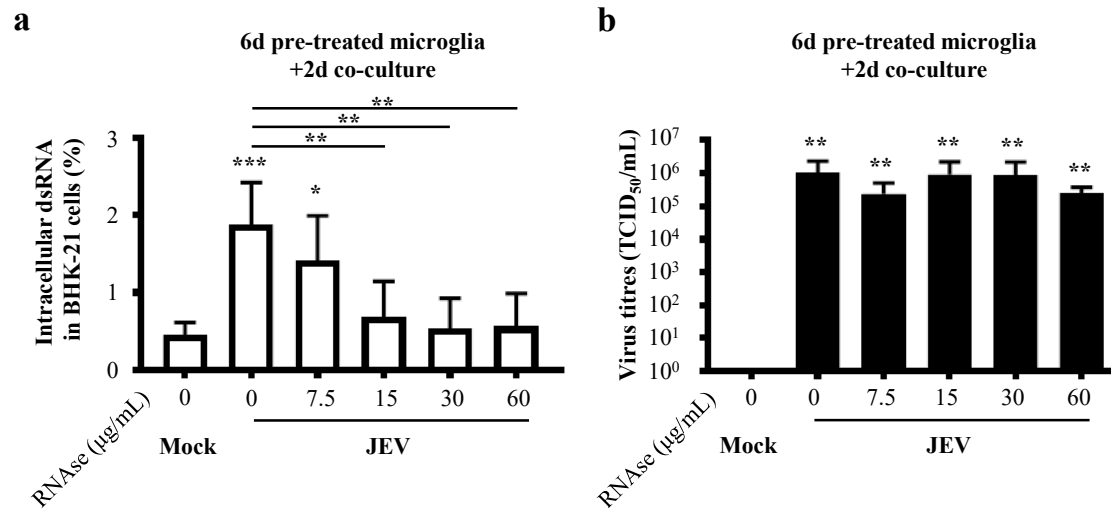 a
6d pre-treated microglia
+2d co-culture
**
**
**
Intracellular dsRNA
in BHK-21 cells (%)
3
2
1
0
***
*
0 0 7.5 15 30 60
RNAse (µg/mL)
Mock JEV
b
6d pre-treated microglia
+2d co-culture
Virus titres (TCID50/mL)
10⁷
10⁶
10⁵
10⁴
10³
10²
10¹
10⁰
** ** ** ** **
0 0 7.5 15 30 60
RNAse (µg/mL)
Mock JEV